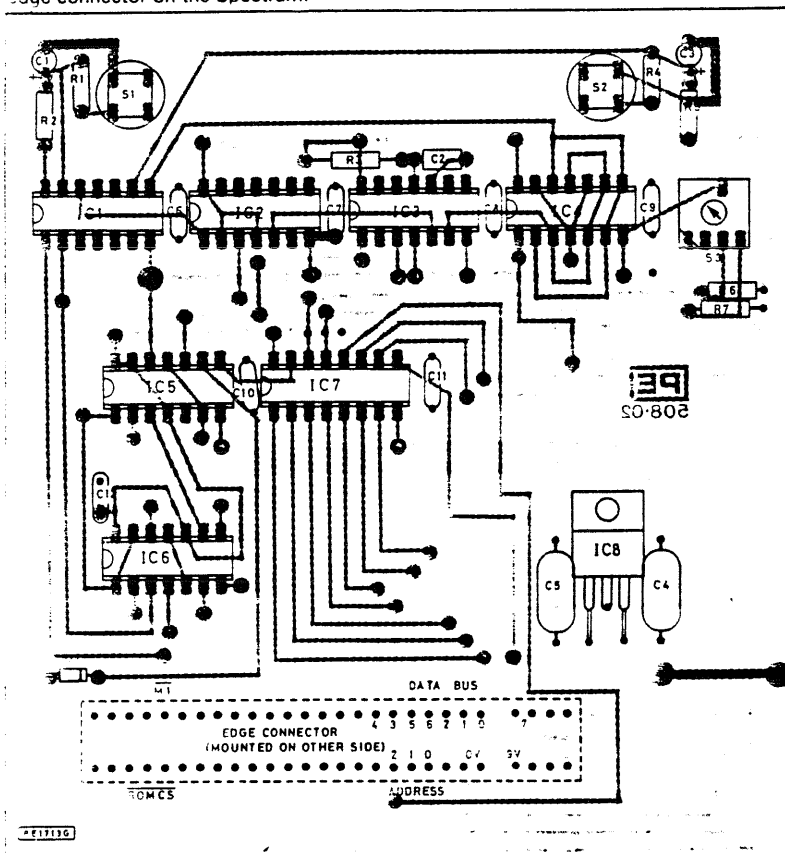 edge connector on the Spectrum.
C1
R1
S1
R2
S2
R4
C3
R3
C2
IC1
C6
IC2
C7
IC3
IC
C9
S3
6
R7
IC5
C10
IC7
C11
PE
508·02
C1
IC6
C5
IC8
C4
M1
DATA BUS
4 3 5 6 2 1 0 7
EDGE CONNECTOR
(MOUNTED ON OTHER SIDE)
2 1 0 0V 9V
ROMCS
ADDRESS
PE1713G